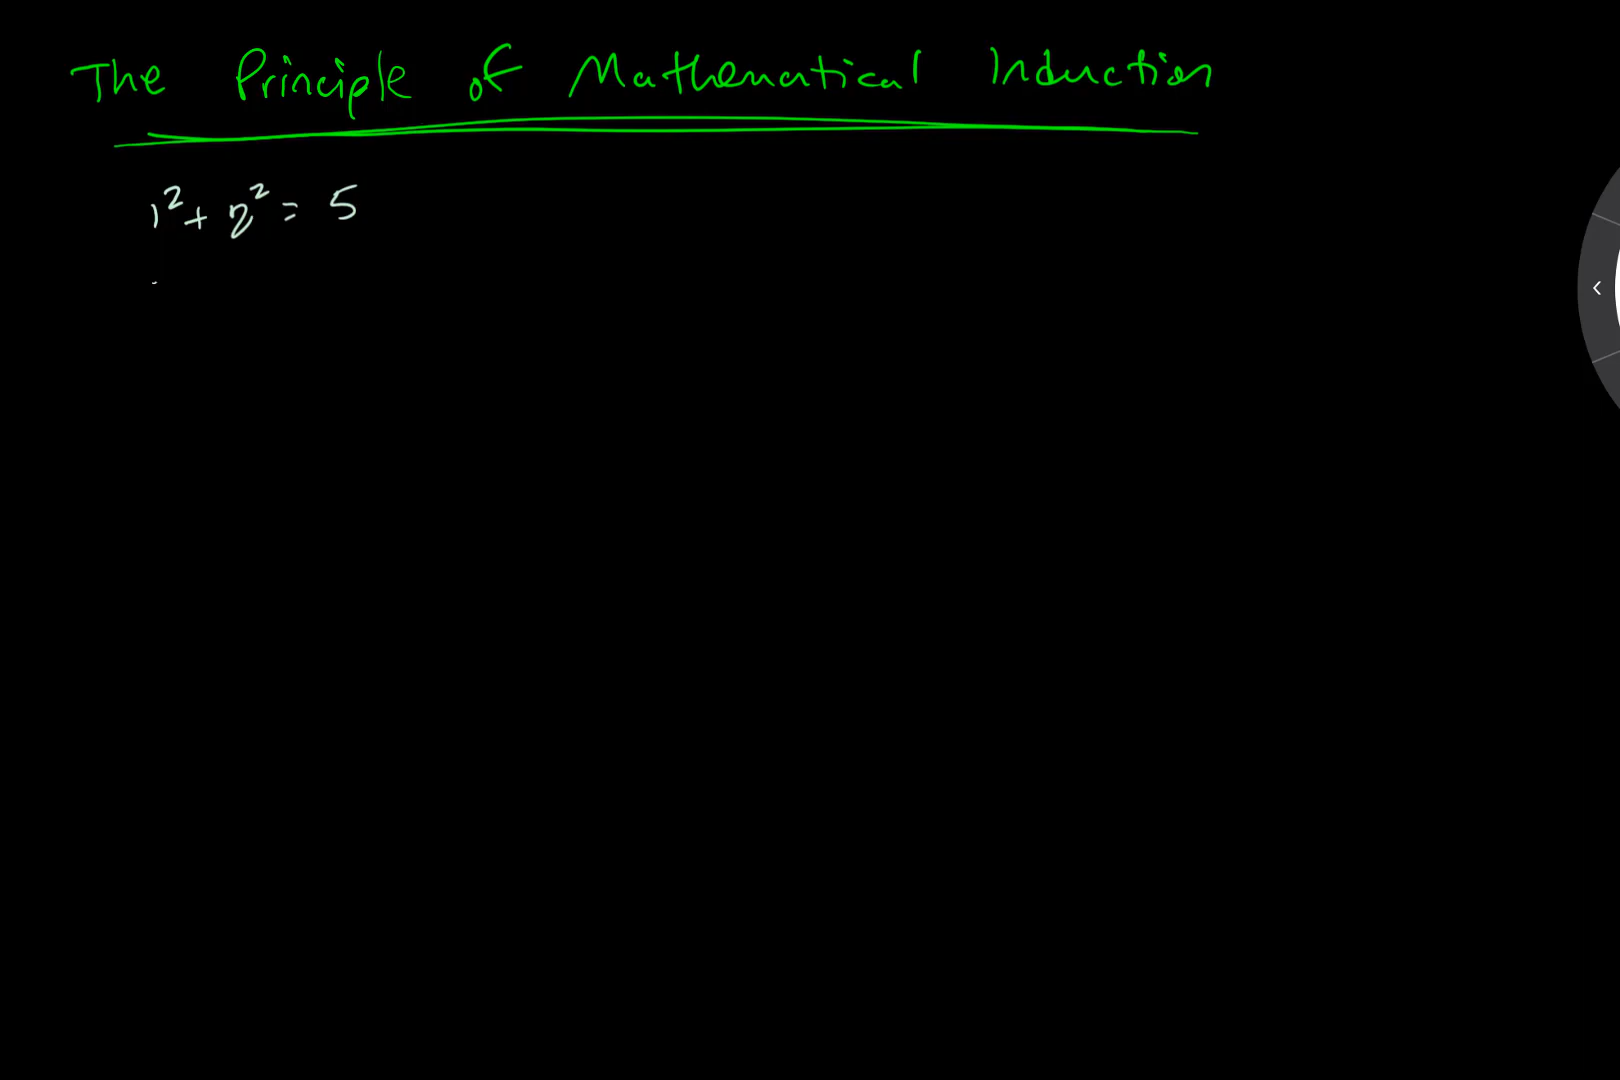 The Principle of Mathematical Induction
1² + 2² = 5